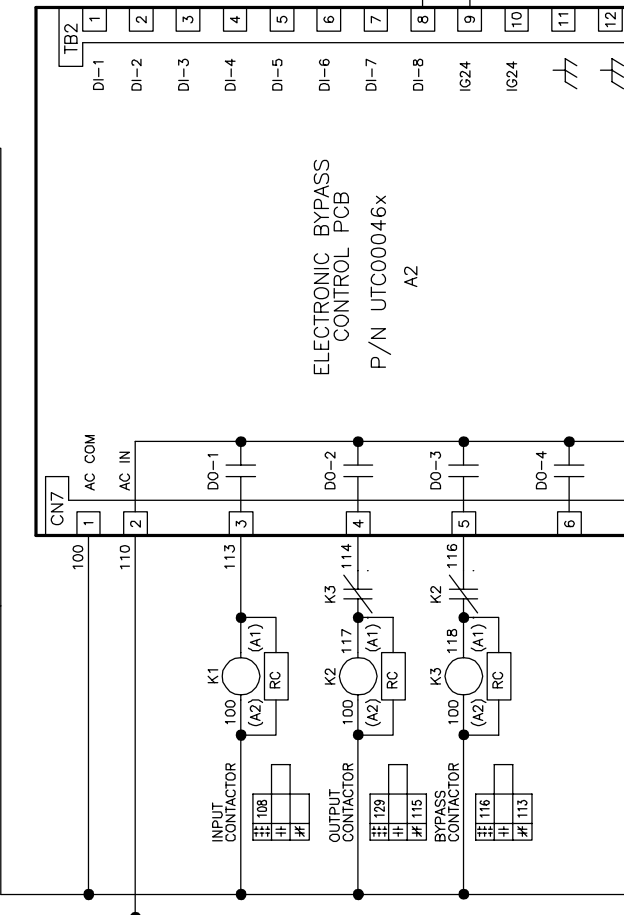 TB2
1
2
3
4
5
6
7
8
9
10
11
12
DI-1
DI-2
DI-3
DI-4
DI-5
DI-6
DI-7
DI-8
IG24
IG24
ELECTRONIC BYPASS
CONTROL PCB
P/N UTC00046x
A2
CN7
AC COM
AC IN
DO-1
DO-2
DO-3
DO-4
1
2
3
4
5
6
100
110
113
K3
114
K2
116
K1
100
(A2)
(A1)
RC
K2
100
117
(A2)
(A1)
RC
K3
100
118
(A2)
(A1)
RC
INPUT
CONTACTOR
108
OUTPUT
CONTACTOR
129
115
BYPASS
CONTACTOR
116
113